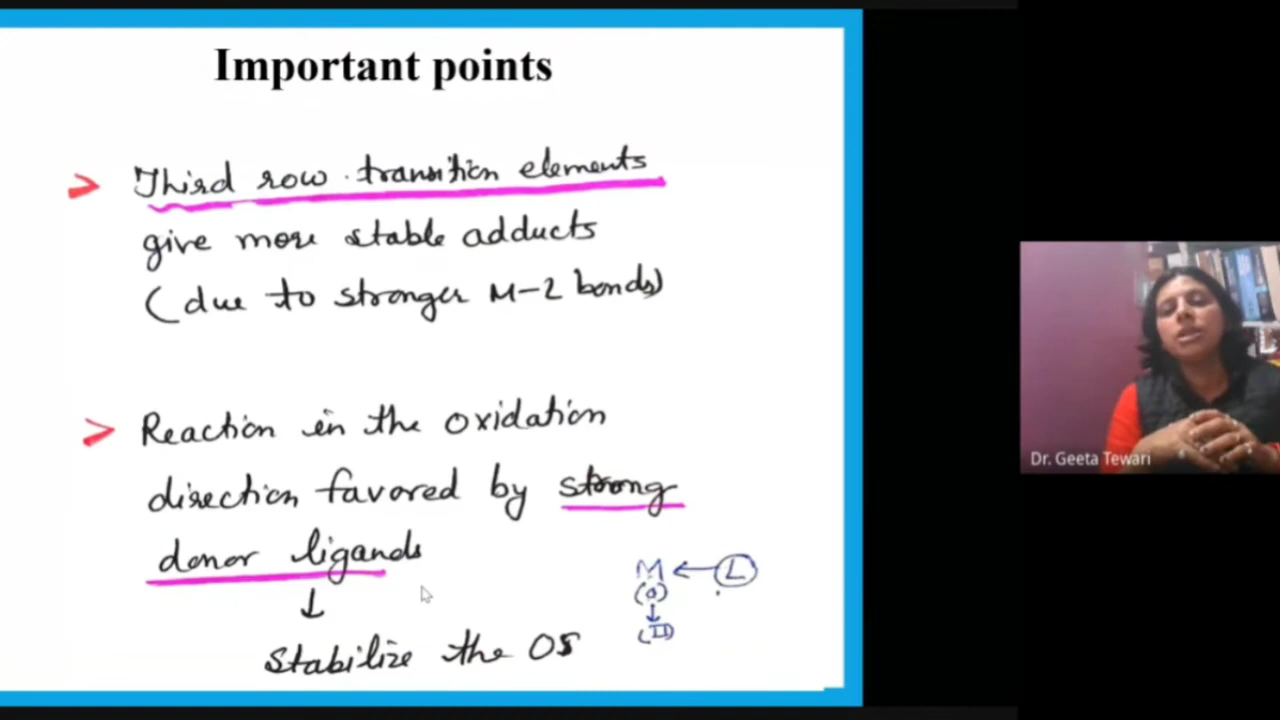 Important points
> Third row transition elements
give more stable adducts
(due to stronger M-L bonds)
> Reaction in the oxidation
direction favored by strong
donor ligands
↓
Stabilize the OS
M ← L
(0)
↓
(II)
Dr. Geeta Tewari